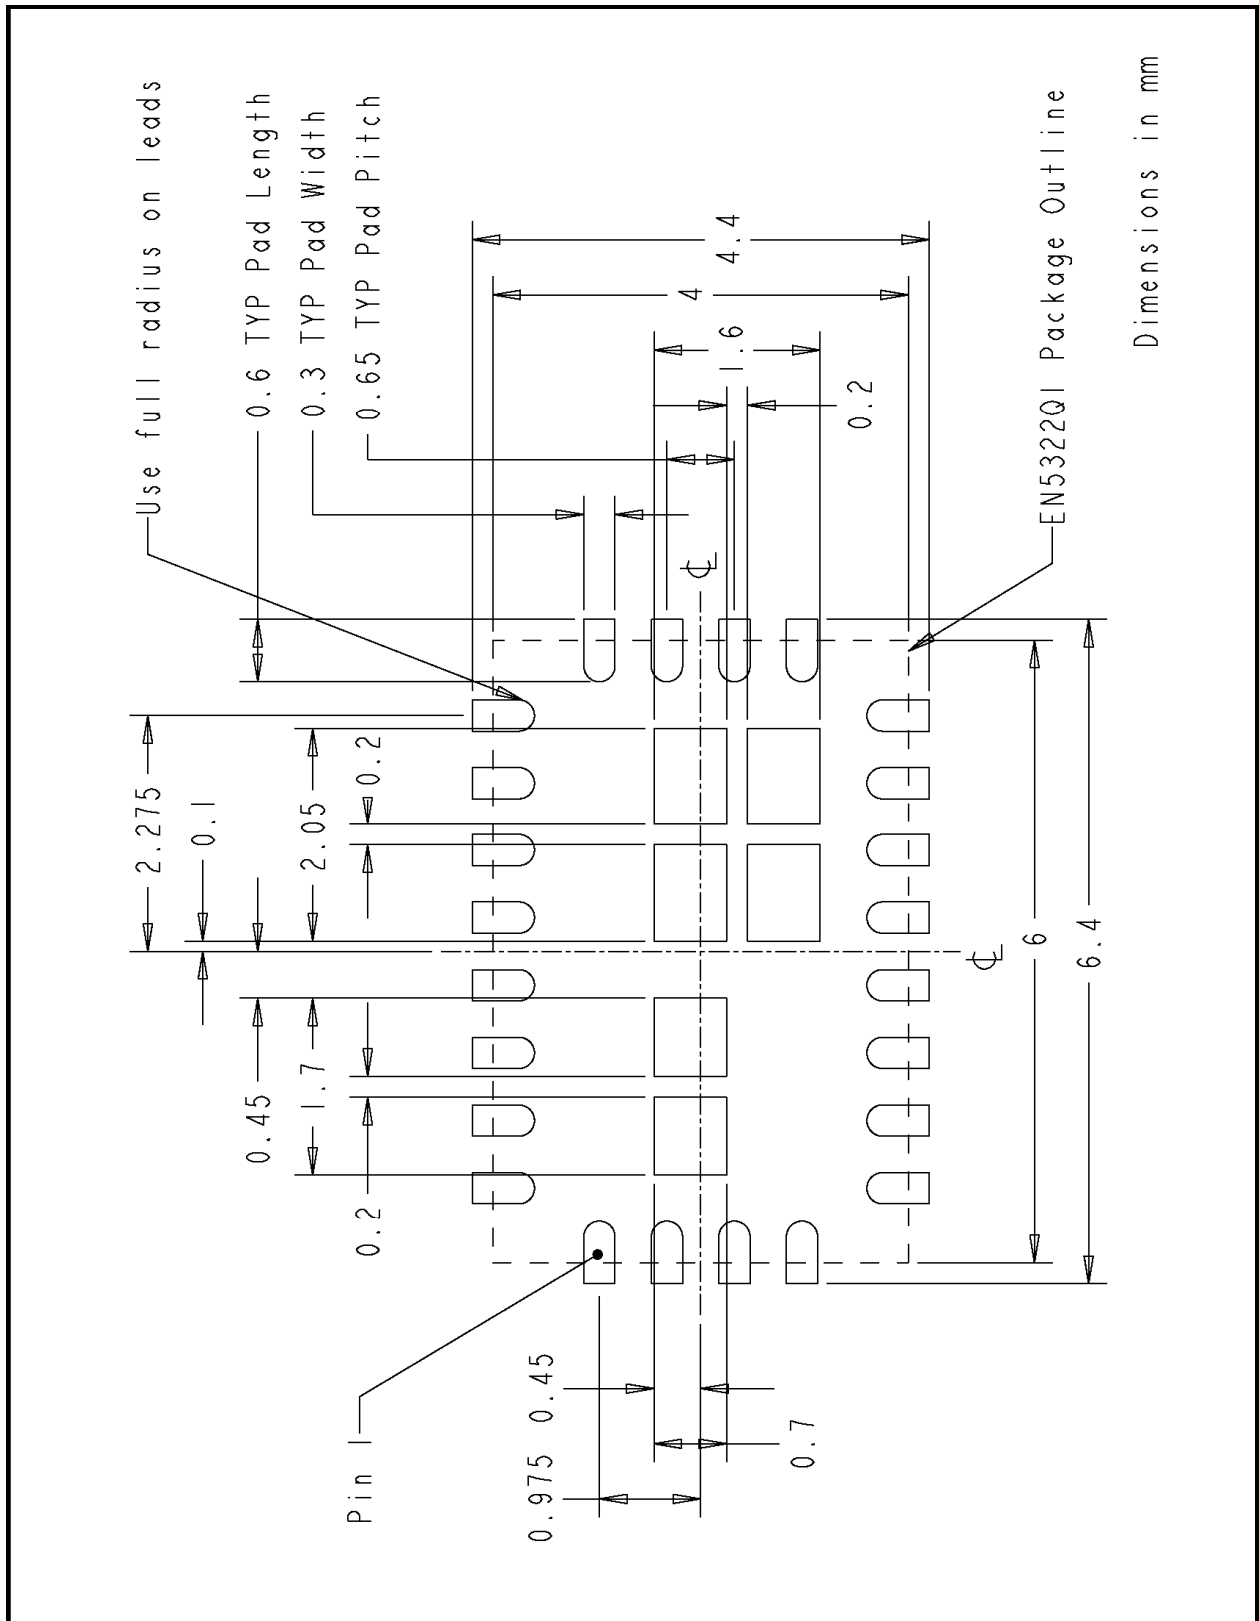 Use full radius on leads
0.6 TYP Pad Length
0.3 TYP Pad Width
0.65 TYP Pad Pitch
2.275
0.1
2.05
0.2
0.45
1.7
0.2
4.4
4
1.6
0.2
℄
℄
6
6.4
Pin 1
0.975
0.45
0.7
EN5322QI Package Outline
Dimensions in mm